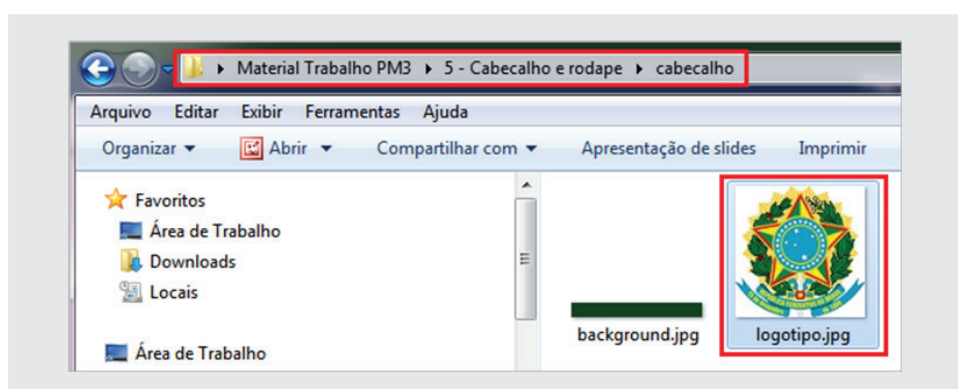 Material Trabalho PM3 ▸ 5 - Cabecalho e rodape ▸ cabecalho
Arquivo Editar Exibir Ferramentas Ajuda
Organizar Abrir Compartilhar com Apresentação de slides Imprimir
Favoritos
Área de Trabalho
Downloads
Locais
Área de Trabalho
background.jpg
logotipo.jpg